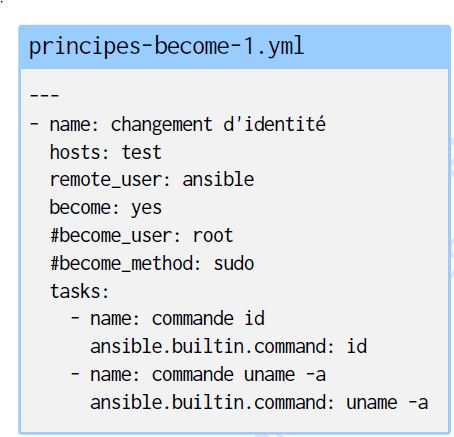 principes-become-1.yml
---
- name: changement d'identité
  hosts: test
  remote_user: ansible
  become: yes
  #become_user: root
  #become_method: sudo
  tasks:
    - name: commande id
      ansible.builtin.command: id
    - name: commande uname -a
      ansible.builtin.command: uname -a